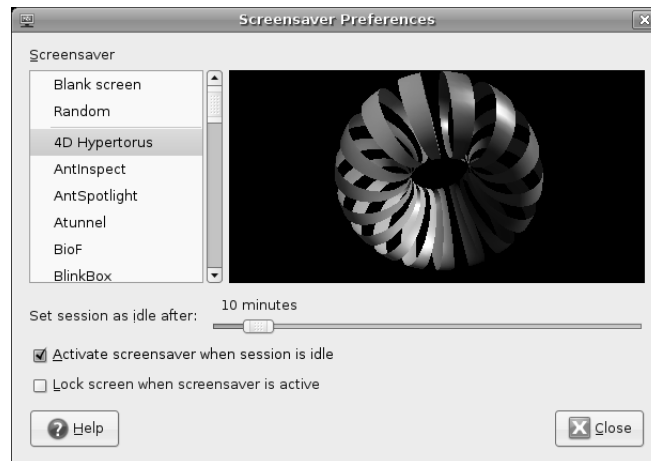 Screensaver Preferences
Screensaver
Blank screen
Random
4D Hypertorus
AntInspect
AntSpotlight
Atunnel
BioF
BlinkBox
10 minutes
Set session as idle after:
Activate screensaver when session is idle
Lock screen when screensaver is active
Help
Close